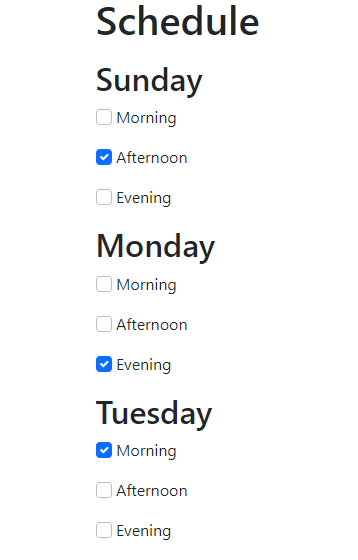 Schedule
Sunday
Morning
Afternoon
Evening
Monday
Morning
Afternoon
Evening
Tuesday
Morning
Afternoon
Evening